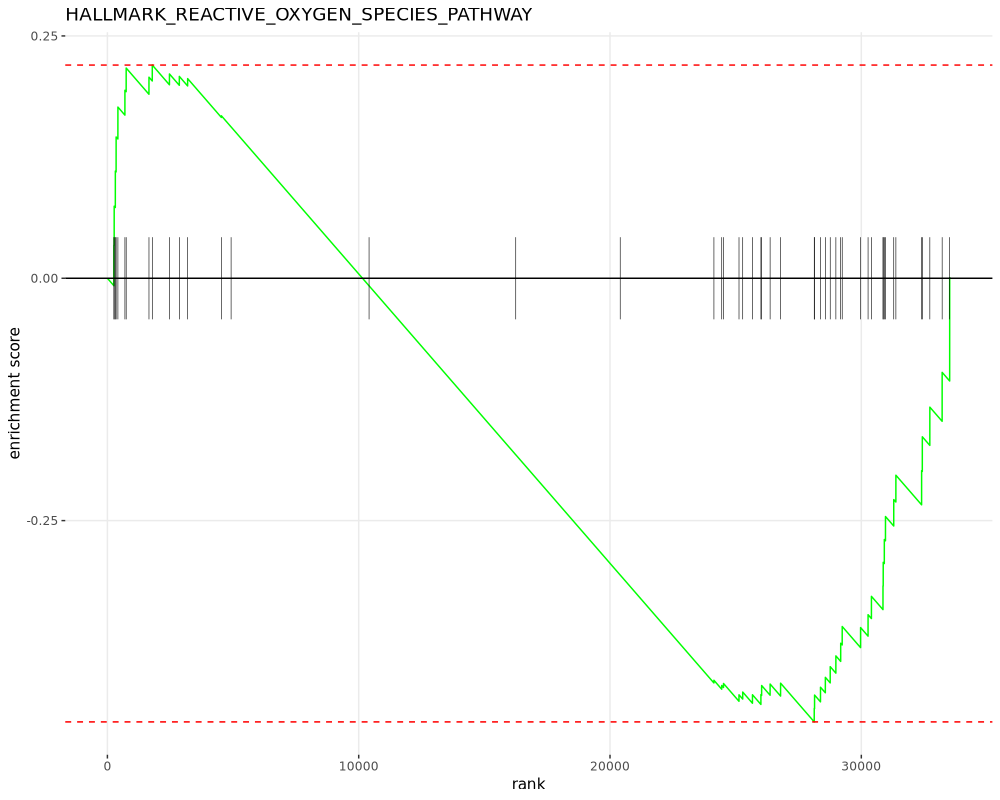 HALLMARK_REACTIVE_OXYGEN_SPECIES_PATHWAY
0.25
0.00
-0.25
enrichment score
0
10000
20000
30000
rank